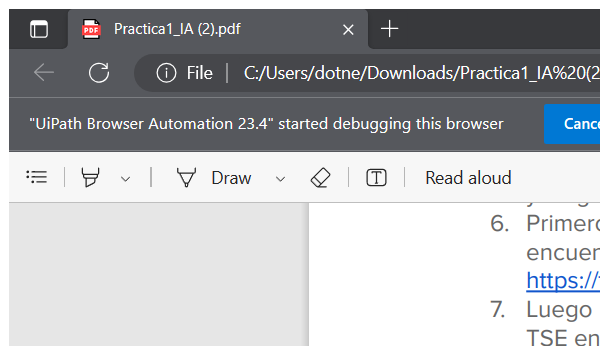 PDF
Practica1_IA (2).pdf
File
C:/Users/dotne/Downloads/Practica1_IA%20(2
"UiPath Browser Automation 23.4" started debugging this browser
Cance
Draw
T
Read aloud
6. Primero
encuen
https://t
7. Luego
TSE en